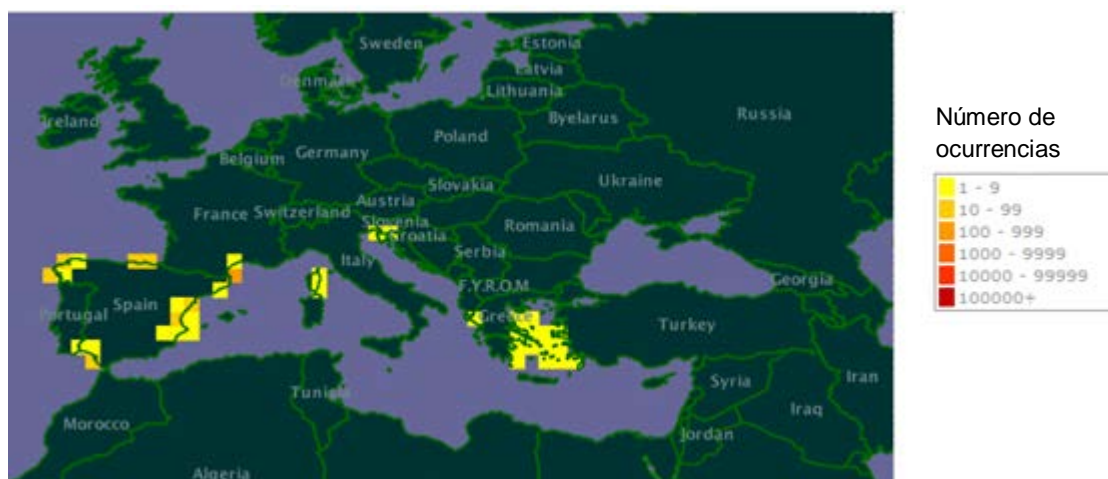 Sweden
Estonia
Latvia
Denmark
Lithuania
Ireland
Byelarus
Russia
Poland
Belgium
Germany
Ukraine
Slovakia
Austria
France
Switzerland
Slovenia
Romania
Croatia
Serbia
Italy
F.Y.R.O.M
Georgia
Spain
Portugal
Greece
Turkey
Syria
Iran
Tunisia
Iraq
Morocco
Jordan
Algeria
Número de
ocurrencias
1 - 9
10 - 99
100 - 999
1000 - 9999
10000 - 99999
100000+